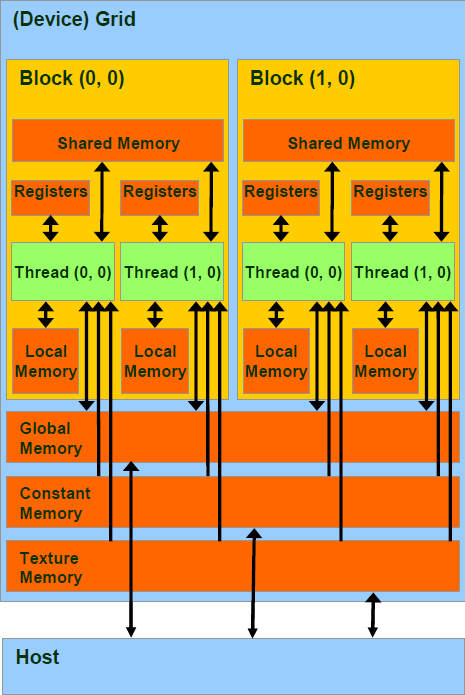 (Device) Grid
Block (0, 0)
Block (1, 0)
Shared Memory
Shared Memory
Registers
Registers
Registers
Registers
Thread (0, 0)
Thread (1, 0)
Thread (0, 0)
Thread (1, 0)
Local
Memory
Local
Memory
Local
Memory
Local
Memory
Global
Memory
Constant
Memory
Texture
Memory
Host